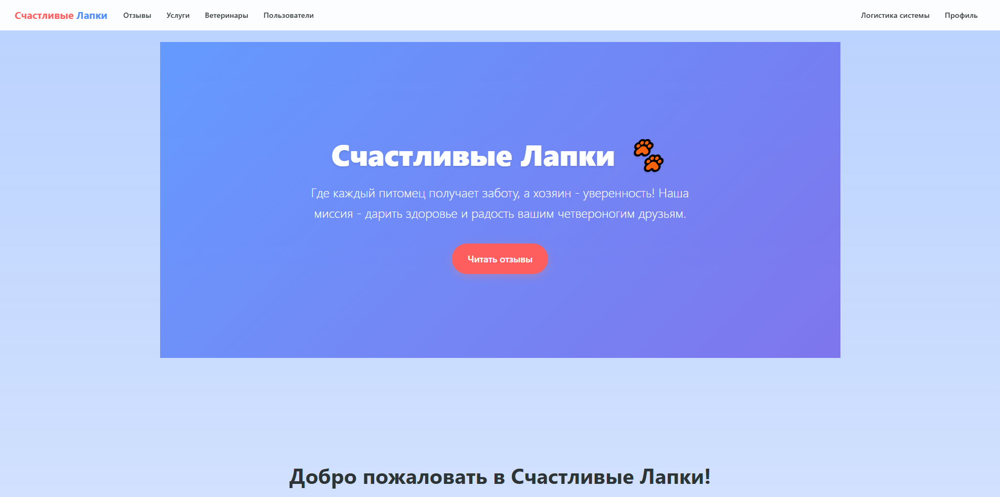 Счастливые Лапки Отзывы Услуги Ветеринары Пользователи Логистика системы Профиль
Счастливые Лапки
Где каждый питомец получает заботу, а хозяин - уверенность! Наша
миссия - дарить здоровье и радость вашим четвероногим друзьям.
Читать отзывы
Добро пожаловать в Счастливые Лапки!